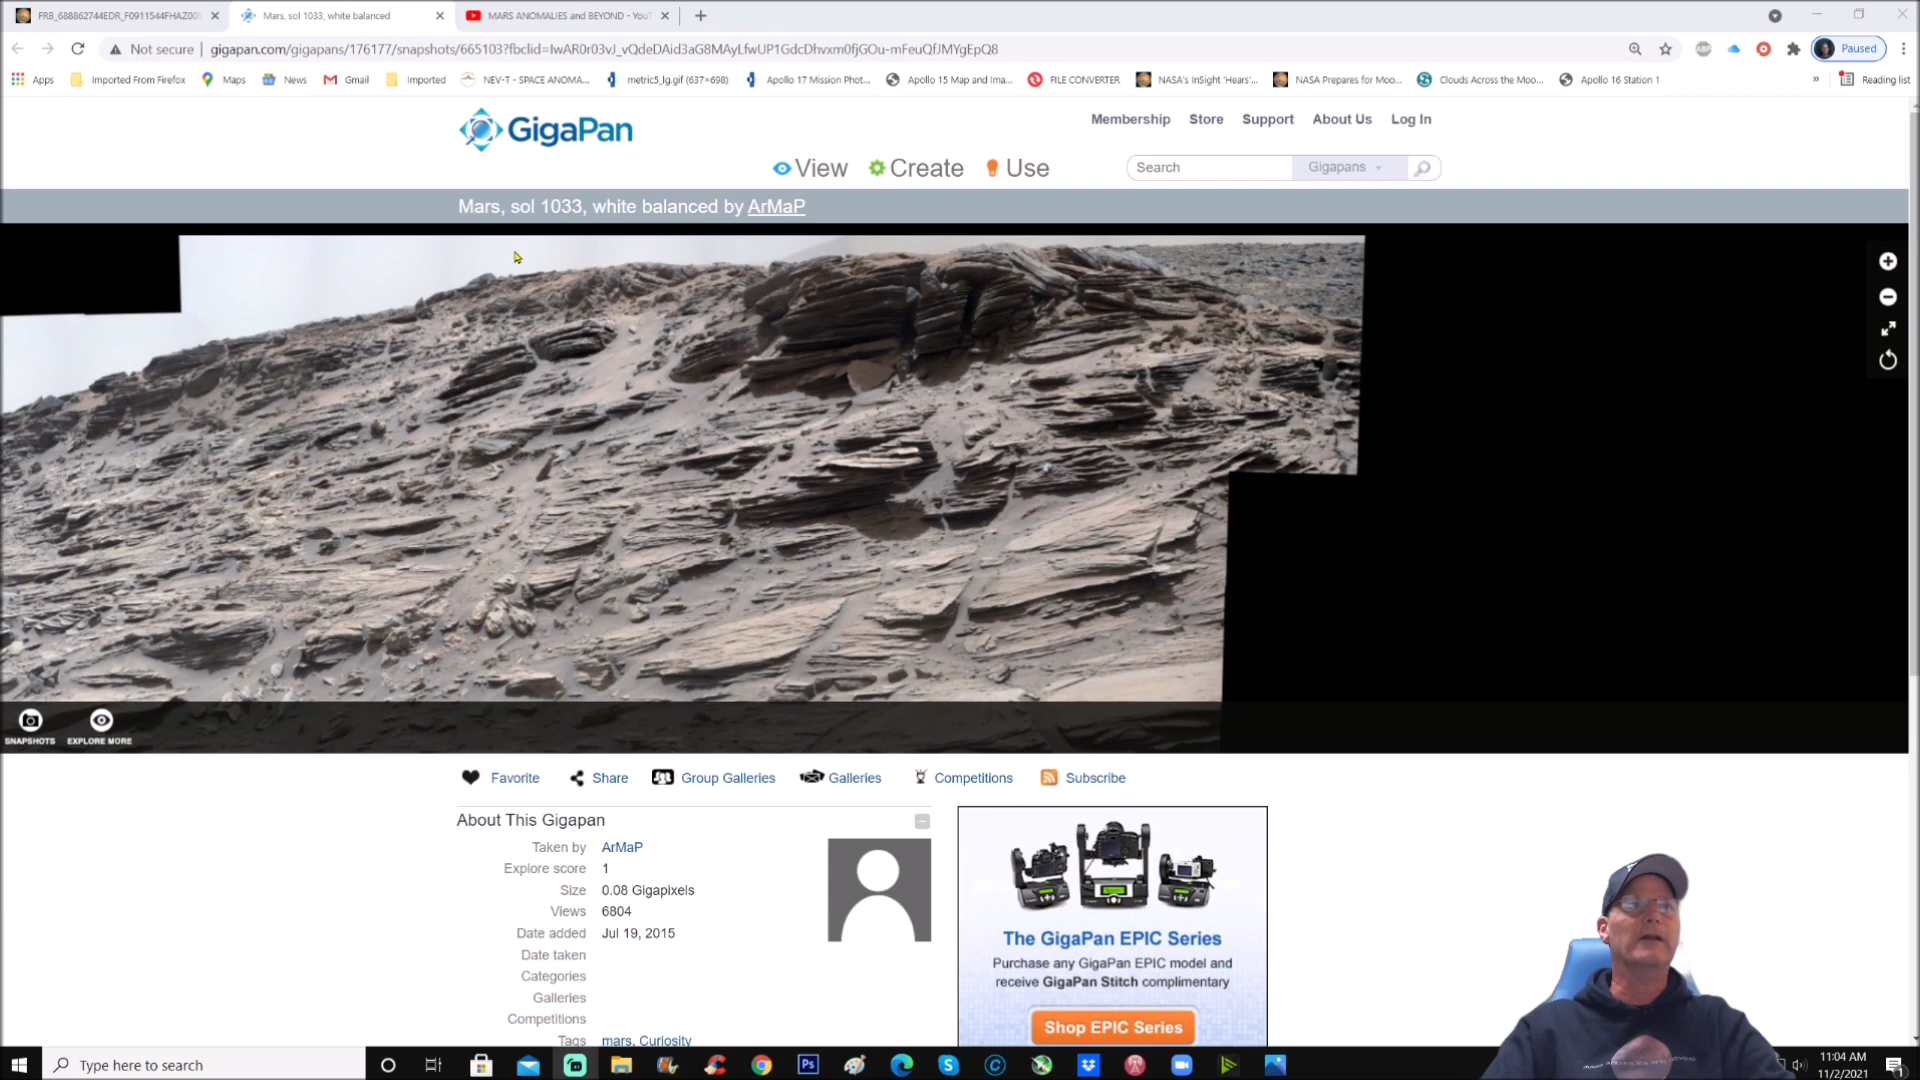 FRB_688862744EDR_F0911544FHAZ00
Mars, sol 1033, white balanced
MARS ANOMALIES and BEYOND - You
Not secure
gigapan.com/gigapans/176177/snapshots/665103?fbclid=IwAR0r03vJ_vQdeDAid3aG8MAyLfwUP1GdcDhvxm0fjGOu-mFeuQfJMYgEpQ8
Paused
Apps
Imported From Firefox
Maps
News
Gmail
Imported
NEV-T - SPACE ANOMA...
metric5_lg.gif (637×698)
Apollo 17 Mission Phot...
Apollo 15 Map and Ima...
FILE CONVERTER
NASA's InSight 'Hears'...
NASA Prepares for Moo...
Clouds Across the Moo...
Apollo 16 Station 1
»
Reading list
GigaPan
Membership Store Support About Us Log In
View Create Use
Search
Gigapans
Mars, sol 1033, white balanced by ArMaP
SNAPSHOTS
EXPLORE MORE
Favorite Share Group Galleries Galleries Competitions Subscribe
About This Gigapan
Taken by ArMaP
Explore score 1
Size 0.08 Gigapixels
Views 6804
Date added Jul 19, 2015
Date taken
Categories
Galleries
Competitions
Tags mars, Curiosity
The GigaPan EPIC Series
Purchase any GigaPan EPIC model and
receive GigaPan Stitch complimentary
Shop EPIC Series
Type here to search
Ps
11:04 AM
11/2/2021